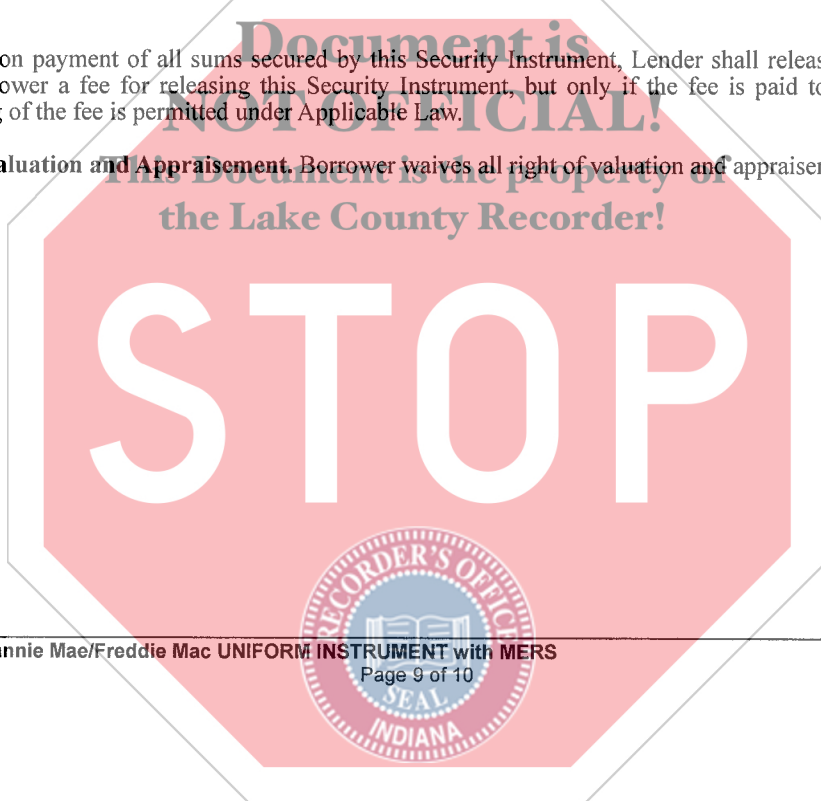 Document is
on payment of all sums secured by this Security Instrument, Lender shall releas
ower a fee for releasing this Security Instrument, but only if the fee is paid to
NOT OFFICIAL!
g of the fee is permitted under Applicable Law.
aluation and Appraisement. Borrower waives all right of valuation and appraisem
This Document is the property of
the Lake County Recorder!
STOP
RECORDER'S OFFICE
annie Mae/Freddie Mac UNIFORM INSTRUMENT with MERS
Page 9 of 10
SEAL
INDIANA